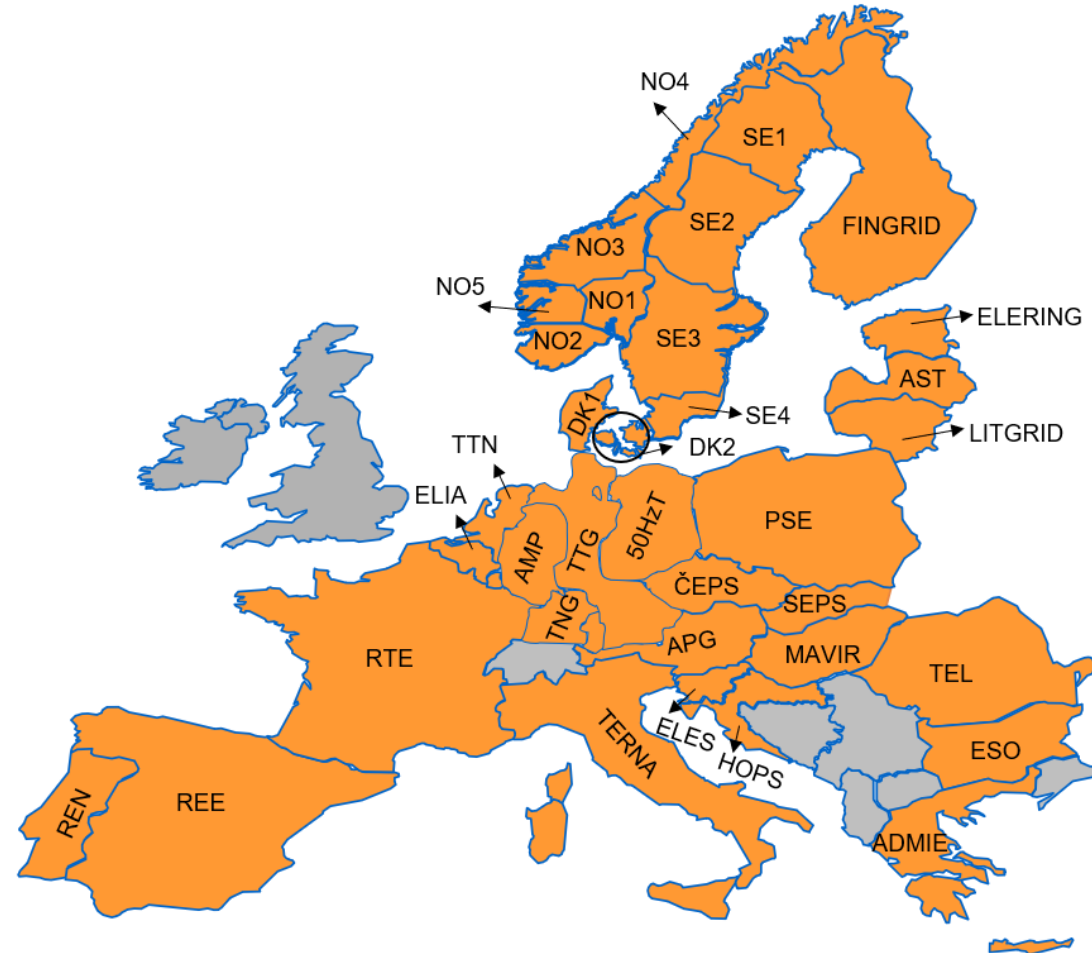 NO4
SE1
SE2
FINGRID
NO3
NO5
NO1
ELERING
NO2
SE3
AST
DK1
SE4
LITGRID
TTN
DK2
ELIA
PSE
50HzT
AMP
TTG
ČEPS
SEPS
TNG
APG
MAVIR
RTE
TEL
TERNA
ELES
ESO
HOPS
REN
REE
ADMIE